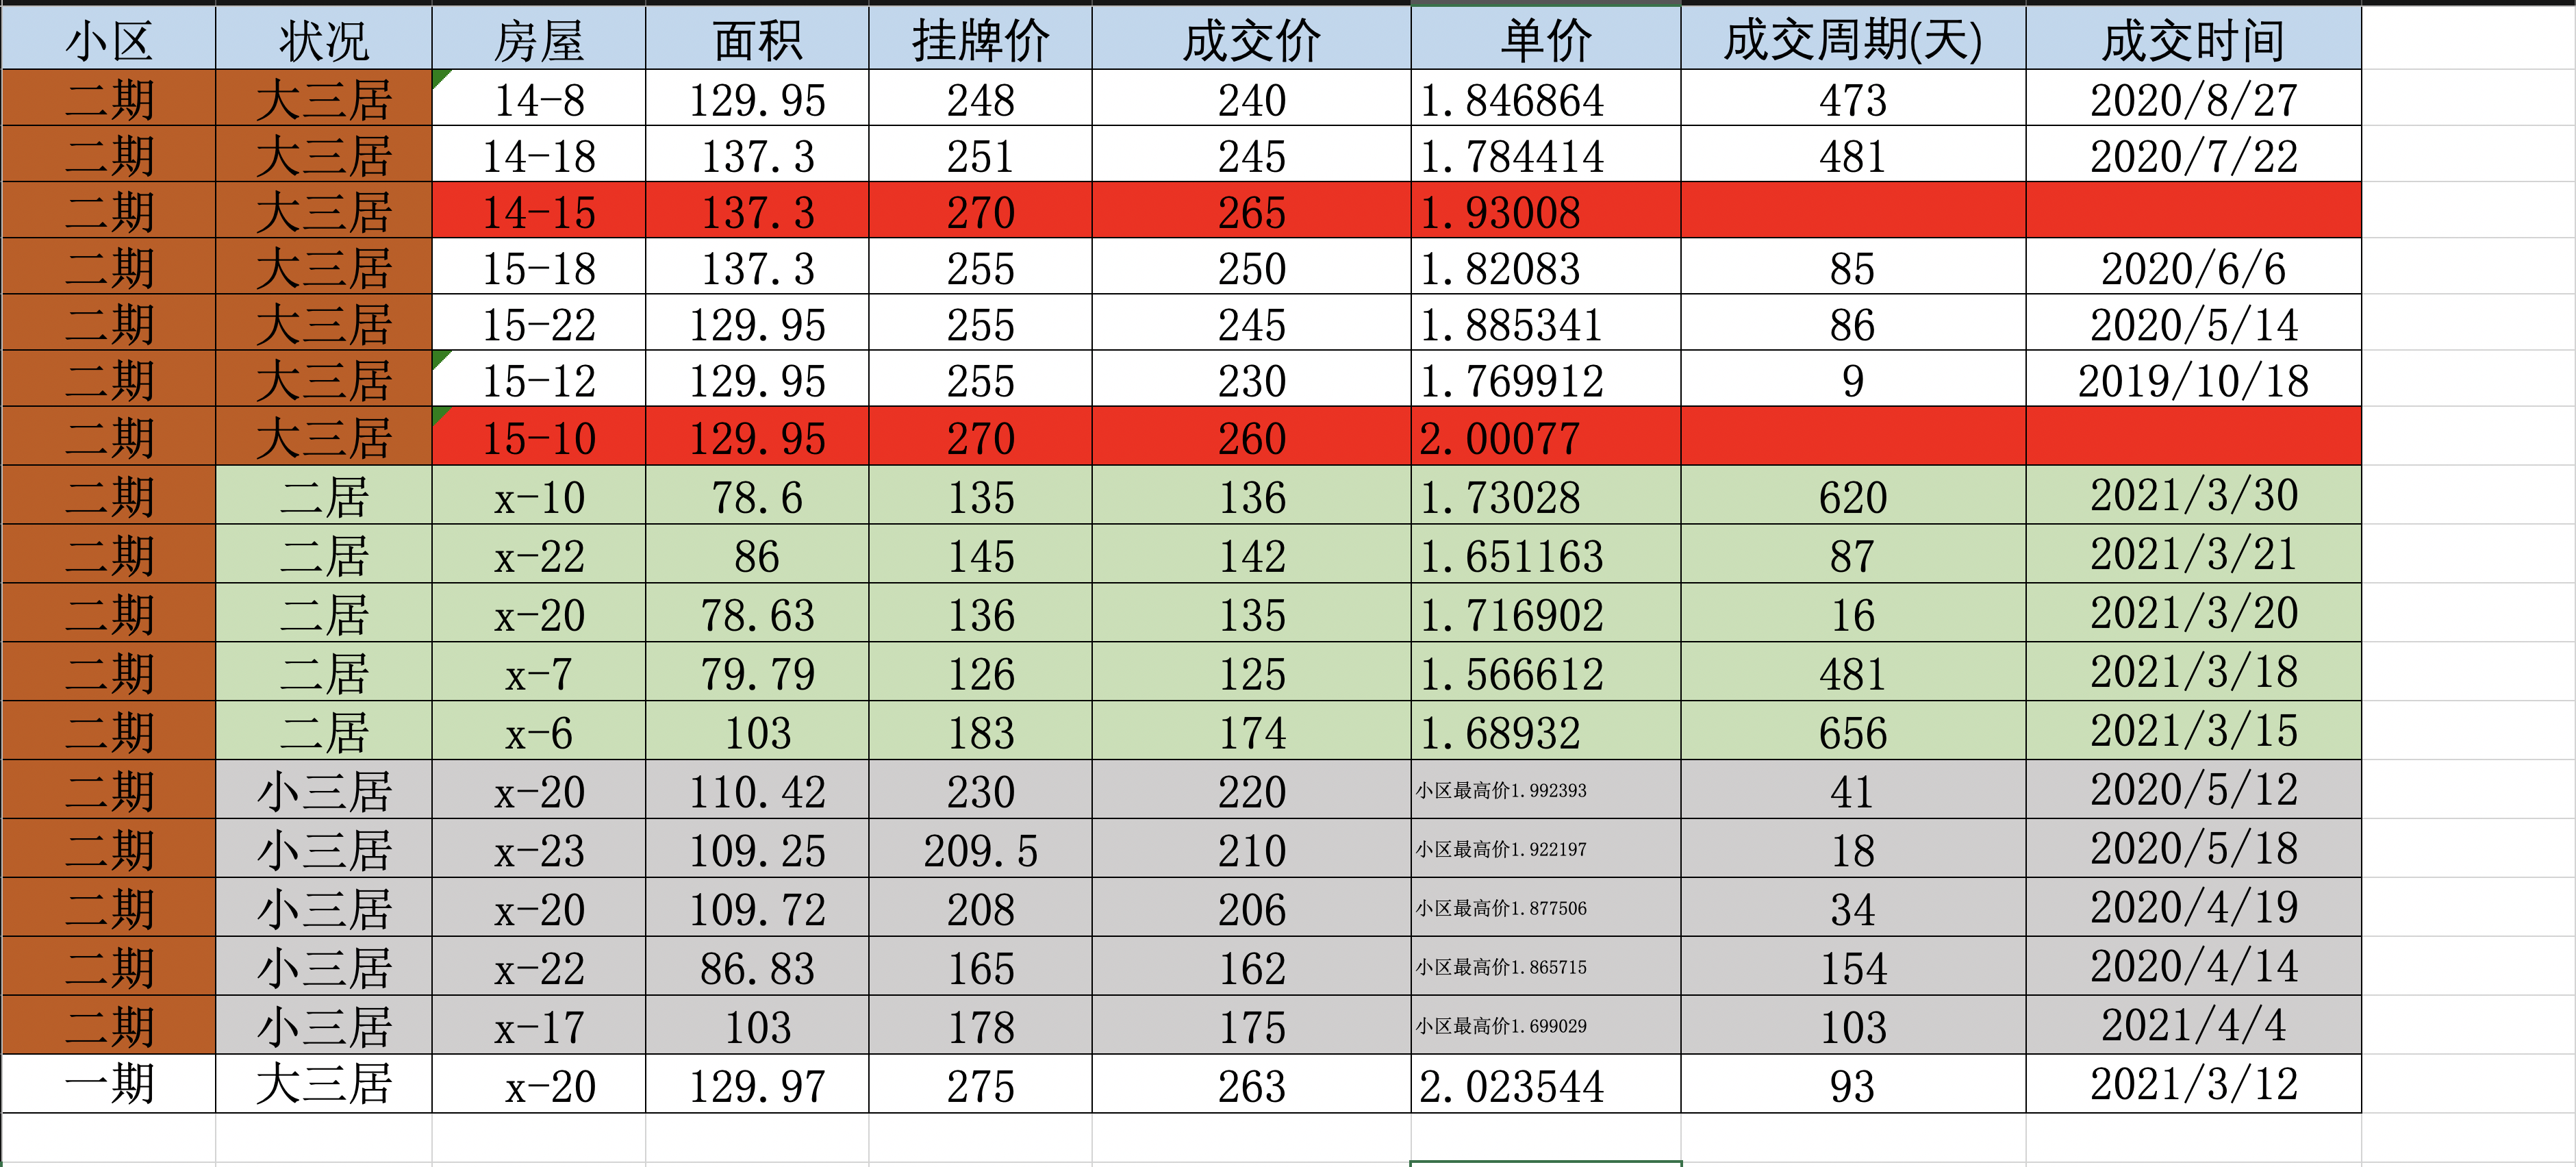 小区 状况 房屋 面积 挂牌价 成交价 单价 成交周期(天) 成交时间
二期 大三居 14-8 129.95 248 240 1.846864 473 2020/8/27
二期 大三居 14-18 137.3 251 245 1.784414 481 2020/7/22
二期 大三居 14-15 137.3 270 265 1.93008
二期 大三居 15-18 137.3 255 250 1.82083 85 2020/6/6
二期 大三居 15-22 129.95 255 245 1.885341 86 2020/5/14
二期 大三居 15-12 129.95 255 230 1.769912 9 2019/10/18
二期 大三居 15-10 129.95 270 260 2.00077
二期 二居 x-10 78.6 135 136 1.73028 620 2021/3/30
二期 二居 x-22 86 145 142 1.651163 87 2021/3/21
二期 二居 x-20 78.63 136 135 1.716902 16 2021/3/20
二期 二居 x-7 79.79 126 125 1.566612 481 2021/3/18
二期 二居 x-6 103 183 174 1.68932 656 2021/3/15
二期 小三居 x-20 110.42 230 220 小区最高价1.992393 41 2020/5/12
二期 小三居 x-23 109.25 209.5 210 小区最高价1.922197 18 2020/5/18
二期 小三居 x-20 109.72 208 206 小区最高价1.877506 34 2020/4/19
二期 小三居 x-22 86.83 165 162 小区最高价1.865715 154 2020/4/14
二期 小三居 x-17 103 178 175 小区最高价1.699029 103 2021/4/4
一期 大三居 x-20 129.97 275 263 2.023544 93 2021/3/12